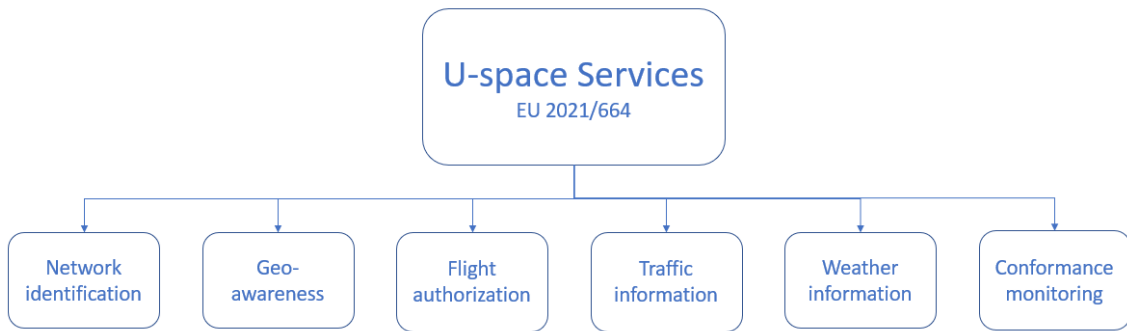 U-space Services
EU 2021/664
Network
identification
Geo-
awareness
Flight
authorization
Traffic
information
Weather
information
Conformance
monitoring